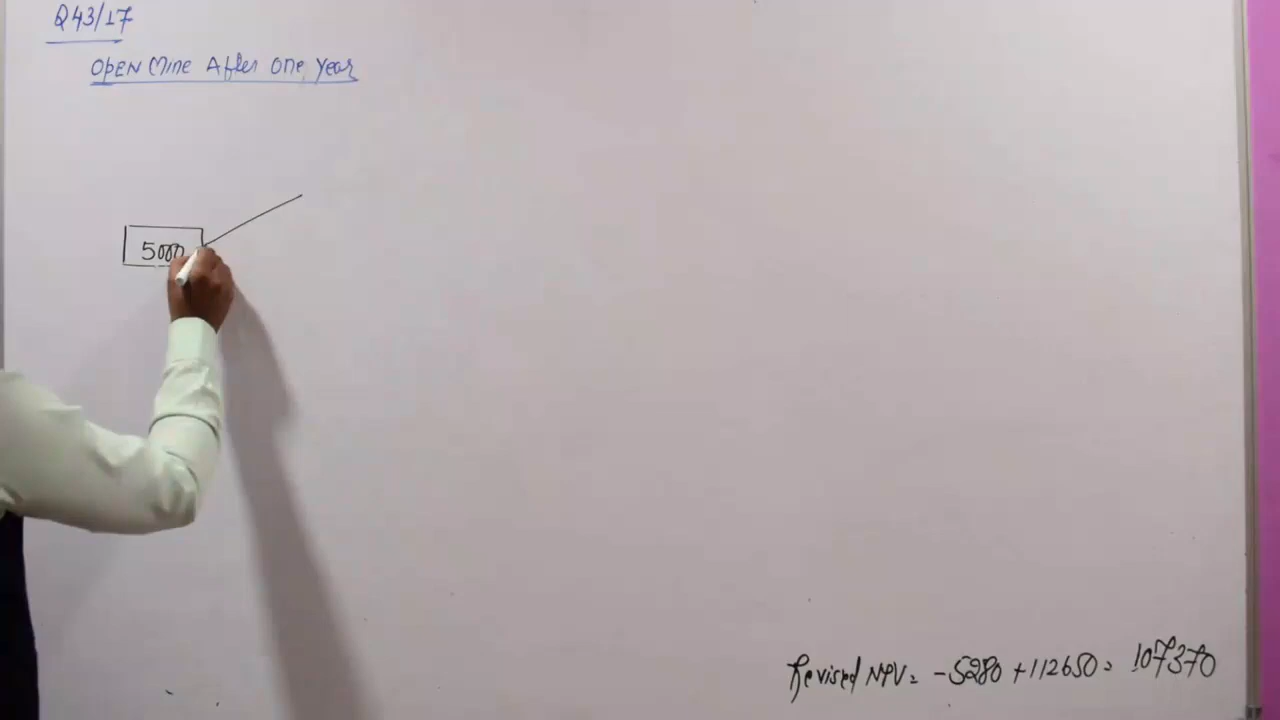 Q43/17
OPEN Mine After One Year
5000
Revised NPV = -5280 + 112650 = 107370